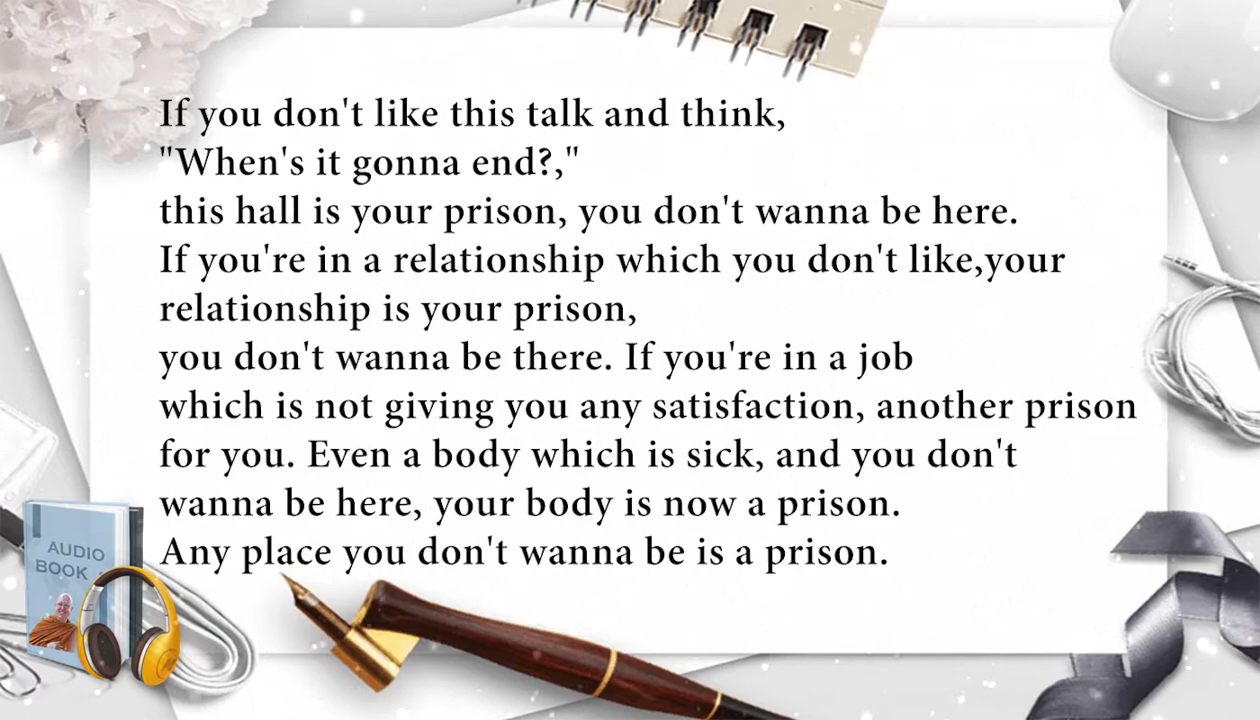 If you don't like this talk and think,
"When's it gonna end?,"
this hall is your prison, you don't wanna be here.
If you're in a relationship which you don't like,your
relationship is your prison,
you don't wanna be there. If you're in a job
which is not giving you any satisfaction, another prison
for you. Even a body which is sick, and you don't
wanna be here, your body is now a prison.
Any place you don't wanna be is a prison.
AUDIO
BOOK